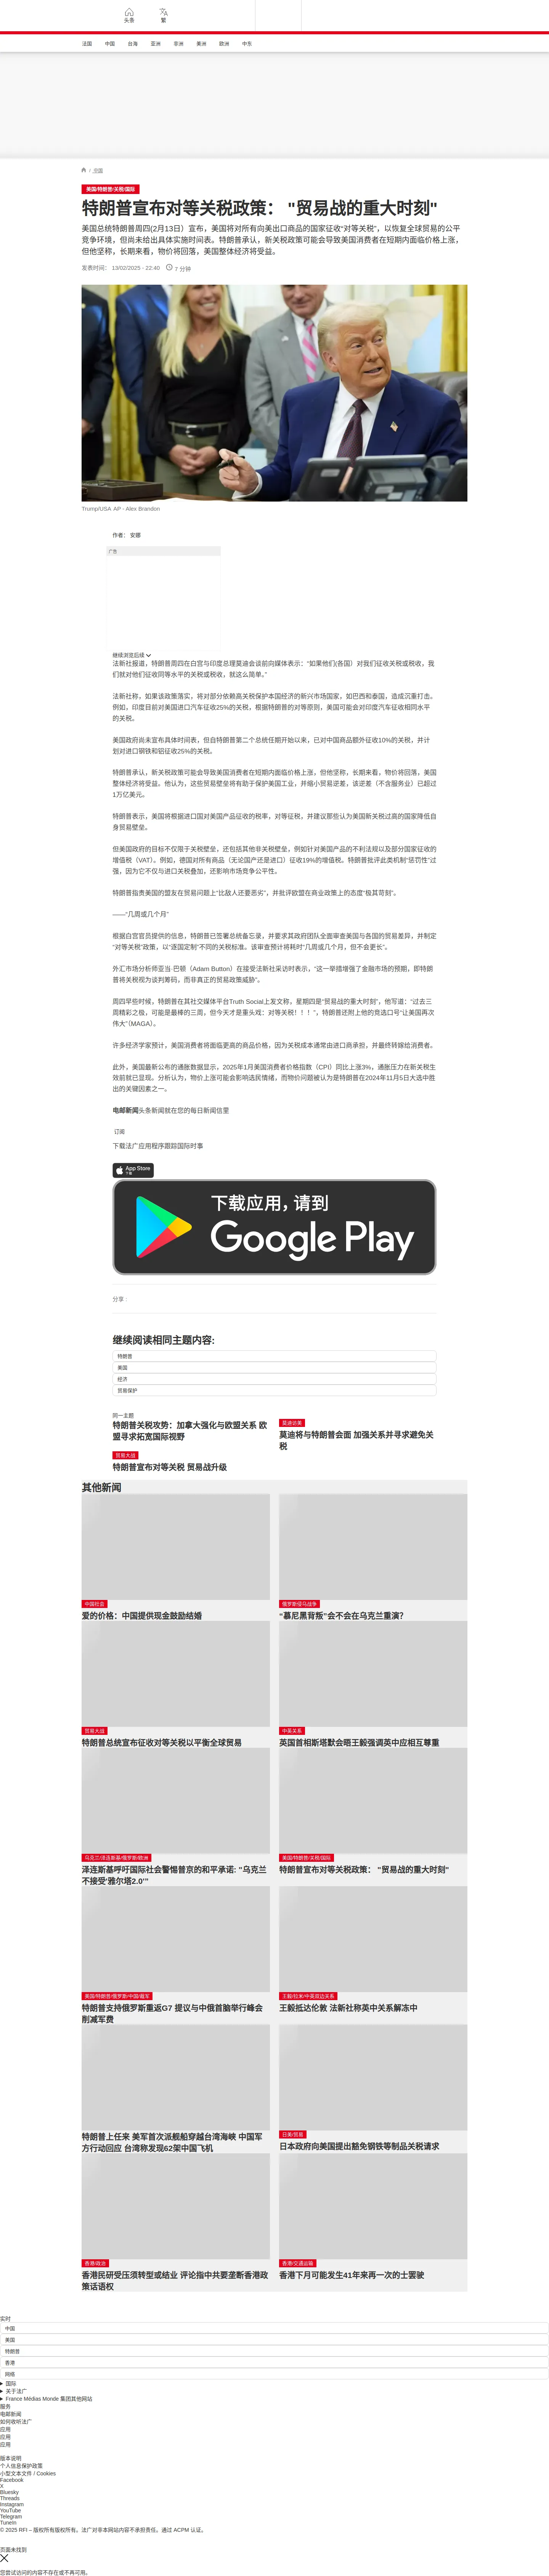 头条
繁
法国 中国 台海 亚洲 非洲 美洲 欧洲 中东
/ 美国
美国/特朗普/关税/国际
特朗普宣布对等关税政策： "贸易战的重大时刻"
美国总统特朗普周四(2月13日）宣布，美国将对所有向美出口商品的国家征收“对等关税”，以恢复全球贸易的公平
竞争环境，但尚未给出具体实施时间表。特朗普承认，新关税政策可能会导致美国消费者在短期内面临价格上涨，
但他坚称，长期来看，物价将回落，美国整体经济将受益。
发表时间： 13/02/2025 - 22:40 7 分钟
Trump/USA AP - Alex Brandon
作者： 安娜
广告
继续浏览后续
法新社报道，特朗普周四在白宫与印度总理莫迪会谈前向媒体表示：“如果他们(各国）对我们征收关税或税收，我
们就对他们征收同等水平的关税或税收，就这么简单。”
法新社称，如果该政策落实，将对部分依赖高关税保护本国经济的新兴市场国家，如巴西和泰国，造成沉重打击。
例如，印度目前对美国进口汽车征收25%的关税，根据特朗普的对等原则，美国可能会对印度汽车征收相同水平
的关税。
美国政府尚未宣布具体时间表，但自特朗普第二个总统任期开始以来，已对中国商品额外征收10%的关税，并计
划对进口钢铁和铝征收25%的关税。
特朗普承认，新关税政策可能会导致美国消费者在短期内面临价格上涨，但他坚称，长期来看，物价将回落，美国
整体经济将受益。他认为，这些贸易壁垒将有助于保护美国工业，并缩小贸易逆差，该逆差（不含服务业）已超过
1万亿美元。
特朗普表示，美国将根据进口国对美国产品征收的税率，对等征税，并建议那些认为美国新关税过高的国家降低自
身贸易壁垒。
但美国政府的目标不仅限于关税壁垒，还包括其他非关税壁垒，例如针对美国产品的不利法规以及部分国家征收的
增值税（VAT）。例如，德国对所有商品（无论国产还是进口）征收19%的增值税。特朗普批评此类机制“惩罚性”过
强，因为它不仅与进口关税叠加，还影响市场竞争公平性。
特朗普指责美国的盟友在贸易问题上“比敌人还要恶劣”，并批评欧盟在商业政策上的态度“极其苛刻”。
——“几周或几个月”
根据白宫官员提供的信息，特朗普已签署总统备忘录，并要求其政府团队全面审查美国与各国的贸易差异，并制定
“对等关税”政策，以“逐国定制”不同的关税标准。该审查预计将耗时“几周或几个月，但不会更长”。
外汇市场分析师亚当·巴顿（Adam Button）在接受法新社采访时表示，“这一举措增强了金融市场的预期，即特朗
普将关税视为谈判筹码，而非真正的贸易政策威胁”。
周四早些时候，特朗普在其社交媒体平台Truth Social上发文称，星期四是“贸易战的重大时刻”，他写道：“过去三
周精彩之极，可能是最棒的三周，但今天才是重头戏：对等关税！！！”，特朗普还附上他的竞选口号“让美国再次
伟大”（MAGA）。
许多经济学家预计，美国消费者将面临更高的商品价格，因为关税成本通常由进口商承担，并最终转嫁给消费者。
此外，美国最新公布的通胀数据显示，2025年1月美国消费者价格指数（CPI）同比上涨3%，通胀压力在新关税生
效前就已显现。分析认为，物价上涨可能会影响选民情绪，而物价问题被认为是特朗普在2024年11月5日大选中胜
出的关键因素之一。
电邮新闻头条新闻就在您的每日新闻信里
订阅
下载法广应用程序跟踪国际时事
App Store
下载
下载应用，请到
Google Play
分享 :
继续阅读相同主题内容:
特朗普
美国
经济
贸易保护
同一主题
特朗普关税攻势：加拿大强化与欧盟关系 欧
盟寻求拓宽国际视野
莫迪访美
莫迪将与特朗普会面 加强关系并寻求避免关
税
贸易大战
特朗普宣布对等关税 贸易战升级
其他新闻
中国社会
爱的价格：中国提供现金鼓励结婚
俄罗斯侵乌战争
“慕尼黑背叛”会不会在乌克兰重演?
贸易大战
特朗普总统宣布征收对等关税以平衡全球贸易
中英关系
英国首相斯塔默会晤王毅强调英中应相互尊重
乌克兰/泽连斯基/俄罗斯/欧洲
泽连斯基呼吁国际社会警惕普京的和平承诺: "乌克兰
不接受‘雅尔塔2.0’"
美国/特朗普/关税/国际
特朗普宣布对等关税政策： "贸易战的重大时刻"
美国/特朗普/俄罗斯/中国/裁军
特朗普支持俄罗斯重返G7 提议与中俄首脑举行峰会
削减军费
王毅/拉米/中英双边关系
王毅抵达伦敦 法新社称英中关系解冻中
特朗普上任来 美军首次派舰船穿越台湾海峡 中国军
方行动回应 台湾称发现62架中国飞机
日美/贸易
日本政府向美国提出豁免钢铁等制品关税请求
香港/政治
香港民研受压须转型或结业 评论指中共要垄断香港政
策话语权
香港/交通运输
香港下月可能发生41年来再一次的士罢驶
实时
中国
美国
特朗普
香港
网络
国际
关于法广
France Médias Monde 集团其他网站
服务
电邮新闻
如何收听法广
应用
应用
应用
版本说明
个人信息保护政策
小型文本文件 / Cookies
Facebook
X
Bluesky
Threads
Instagram
YouTube
Telegram
TuneIn
© 2025 RFI – 版权所有版权所有。法广对非本网站内容不承担责任。通过 ACPM 认证。
页面未找到
您尝试访问的内容不存在或不再可用。